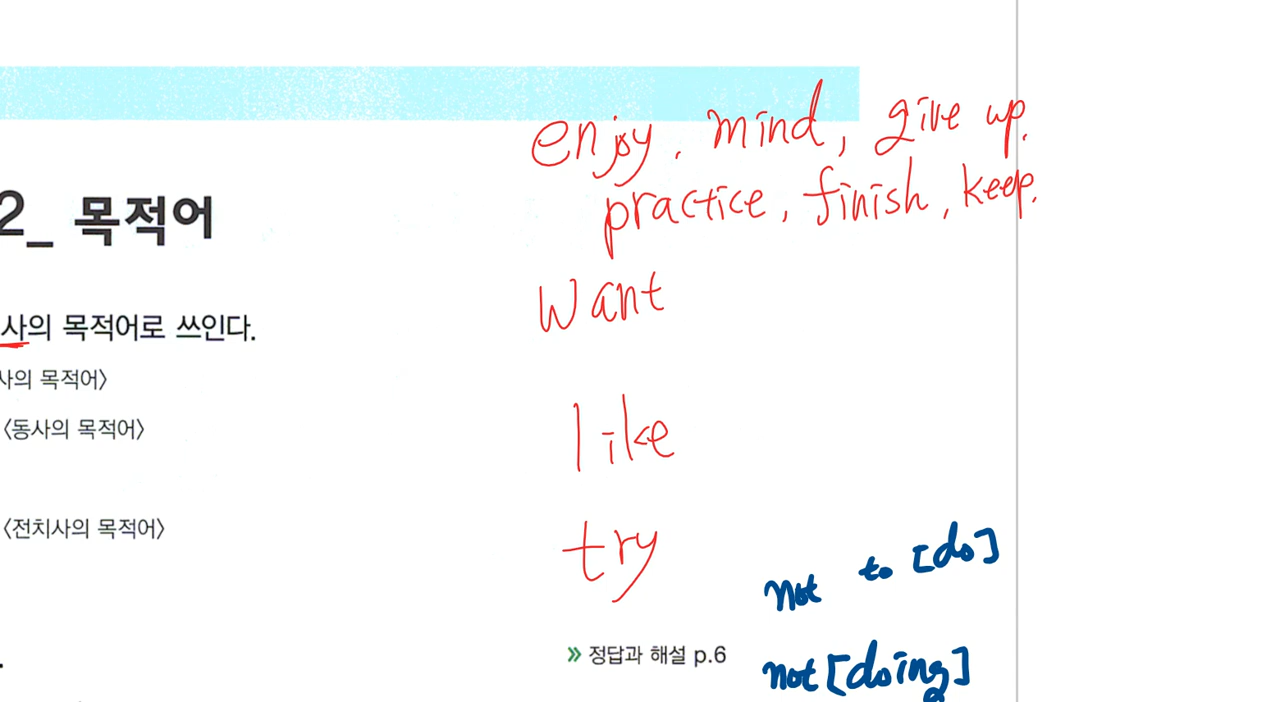 enjoy. mind, give up.
practice, finish, keep.
2_ 목적어
want
사의 목적어로 쓰인다.
사의 목적어〉
〈동사의 목적어〉
like
〈전치사의 목적어〉
try
not to [do]
» 정답과 해설 p.6
not [doing]